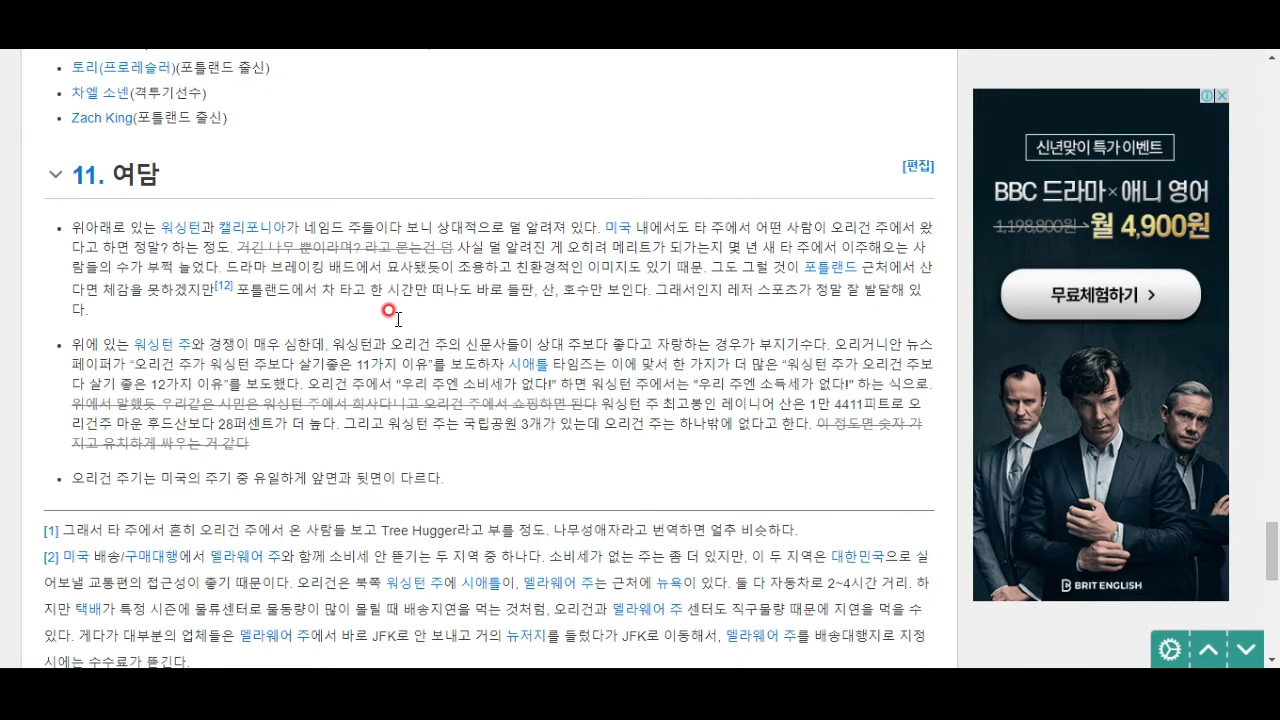 토리(프로레슬러)(포틀랜드 출신)
차엘 소넨(격투기선수)
Zach King(포틀랜드 출신)
11. 여담
[편집]
위아래로 있는 워싱턴과 캘리포니아가 네임드 주들이다 보니 상대적으로 덜 알려져 있다. 미국 내에서도 타 주에서 어떤 사람이 오리건 주에서 왔
다고 하면 정말? 하는 정도. 거긴 나무 뿐이라며? 라고 묻는건 덤 사실 덜 알려진 게 오히려 메리트가 되가는지 몇 년 새 타 주에서 이주해오는 사
람들의 수가 부쩍 늘었다. 드라마 브레이킹 배드에서 묘사됐듯이 조용하고 친환경적인 이미지도 있기 때문. 그도 그럴 것이 포틀랜드 근처에서 산
다면 체감을 못하겠지만[12] 포틀랜드에서 차 타고 한 시간만 떠나도 바로 들판, 산, 호수만 보인다. 그래서인지 레저 스포츠가 정말 잘 발달해 있
다.
위에 있는 워싱턴 주와 경쟁이 매우 심한데, 워싱턴과 오리건 주의 신문사들이 상대 주보다 좋다고 자랑하는 경우가 부지기수다. 오리거니안 뉴스
페이퍼가 “오리건 주가 워싱턴 주보다 살기좋은 11가지 이유”를 보도하자 시애틀 타임즈는 이에 맞서 한 가지가 더 많은 “워싱턴 주가 오리건 주보
다 살기 좋은 12가지 이유”를 보도했다. 오리건 주에서 "우리 주엔 소비세가 없다!" 하면 워싱턴 주에서는 "우리 주엔 소득세가 없다!" 하는 식으로.
위에서 말했듯 우리같은 시민은 워싱턴 주에서 회사다니고 오리건 주에서 쇼핑하면 된다 워싱턴 주 최고봉인 레이니어 산은 1만 4411피트로 오
리건주 마운 후드산보다 28퍼센트가 더 높다. 그리고 워싱턴 주는 국립공원 3개가 있는데 오리건 주는 하나밖에 없다고 한다. 이 정도면 숫자 가
지고 유치하게 싸우는 거 같다
오리건 주기는 미국의 주기 중 유일하게 앞면과 뒷면이 다르다.
[1] 그래서 타 주에서 흔히 오리건 주에서 온 사람들 보고 Tree Hugger라고 부를 정도. 나무성애자라고 번역하면 얼추 비슷하다.
[2] 미국 배송/구매대행에서 델라웨어 주와 함께 소비세 안 뜯기는 두 지역 중 하나다. 소비세가 없는 주는 좀 더 있지만, 이 두 지역은 대한민국으로 실
어보낼 교통편의 접근성이 좋기 때문이다. 오리건은 북쪽 워싱턴 주에 시애틀이, 델라웨어 주는 근처에 뉴욕이 있다. 둘 다 자동차로 2~4시간 거리. 하
지만 택배가 특정 시즌에 물류센터로 물동량이 많이 몰릴 때 배송지연을 먹는 것처럼, 오리건과 델라웨어 주 센터도 직구물량 때문에 지연을 먹을 수
있다. 게다가 대부분의 업체들은 델라웨어 주에서 바로 JFK로 안 보내고 거의 뉴저지를 들렀다가 JFK로 이동해서, 델라웨어 주를 배송대행지로 지정
시에는 수수료가 뜯긴다.
신년맞이 특가 이벤트
BBC 드라마×애니 영어
1,198,800원→월 4,900원
무료체험하기 >
BRIT ENGLISH